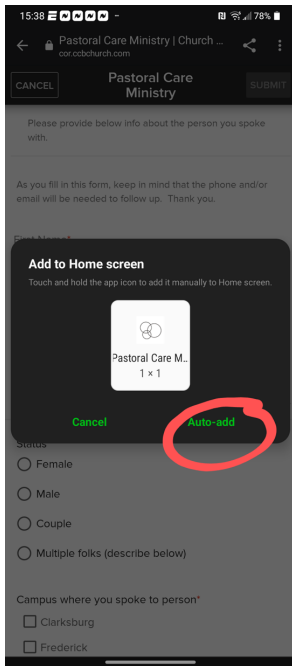 15:38
78%
Pastoral Care Ministry | Church ...
cor.ccbchurch.com
CANCEL
Pastoral Care
Ministry
SUBMIT
Please provide below info about the person you spoke
with.
As you fill in this form, keep in mind that the phone and/or
email will be needed to follow up. Thank you.
First Name*
Add to Home screen
Touch and hold the app icon to add it manually to Home screen.
Pastoral Care M..
1 × 1
Cancel
Auto-add
Status
Female
Male
Couple
Multiple folks (describe below)
Campus where you spoke to person*
Clarksburg
Frederick